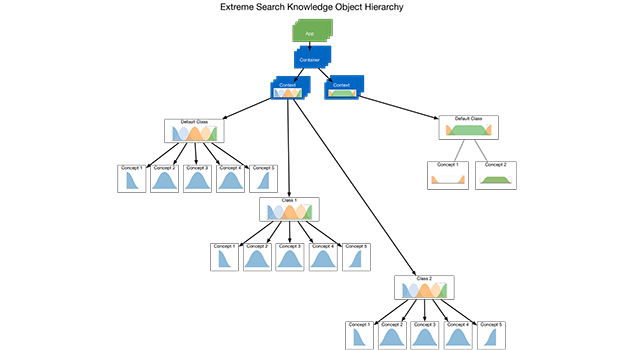 Extreme Search Knowledge Object Hierarchy
App
Container
Context
Context
Default Class
Default Class
Concept 1
Concept 2
Concept 3
Concept 4
Concept 5
Concept 1
Concept 2
Class 1
Concept 1
Concept 2
Concept 3
Concept 4
Concept 5
Class 2
Concept 1
Concept 2
Concept 3
Concept 4
Concept 5